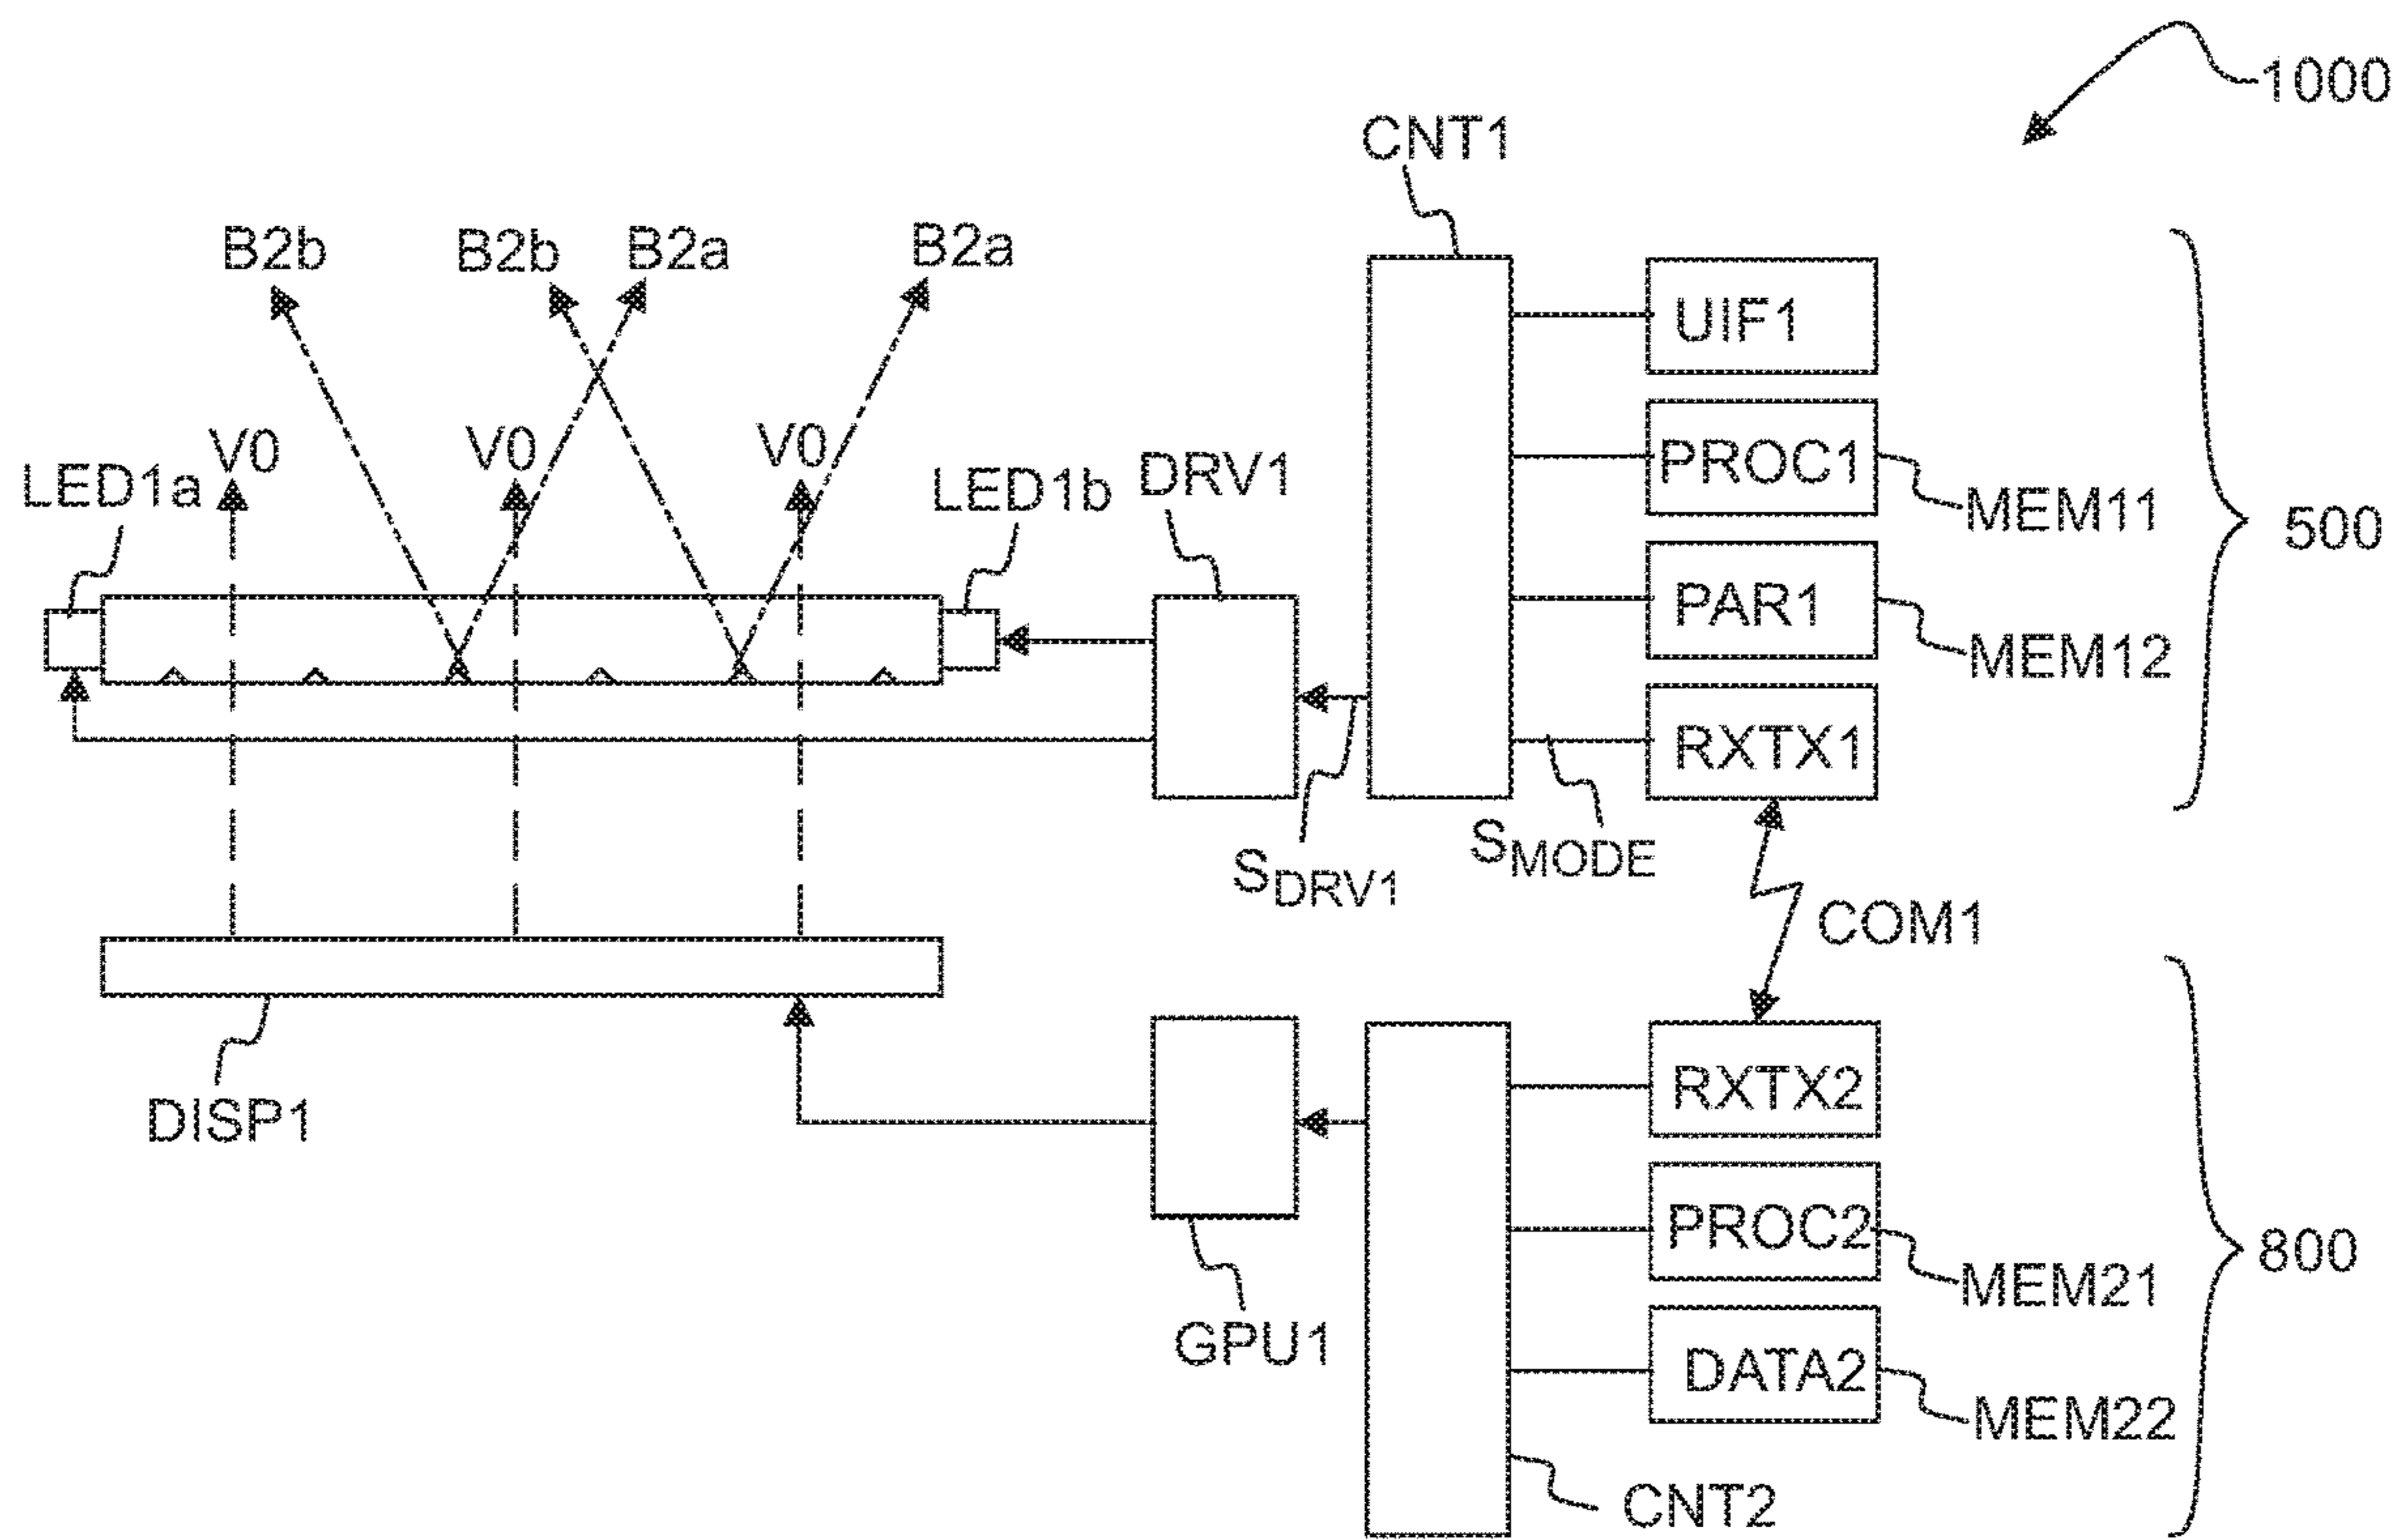 1000
CNT1
B2b
B2b
B2a
B2a
UIF1
V0
V0
V0
LED1a
LED1b
DRV1
PROC1
MEM11
500
PAR1
MEM12
RXTX1
SMODE
SDRV1
COM1
DISP1
RXTX2
PROC2
MEM21
800
GPU1
DATA2
MEM22
CNT2